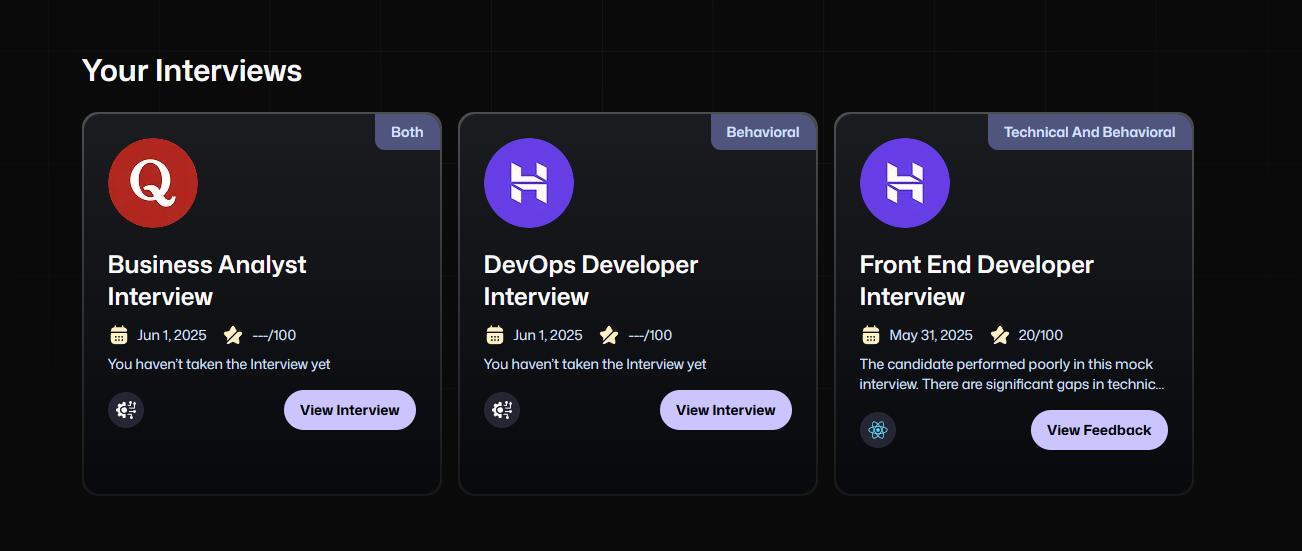 Your Interviews
Both
Q
Business Analyst
Interview
Jun 1, 2025 ---/100
You haven't taken the Interview yet
View Interview
Behavioral
H
DevOps Developer
Interview
Jun 1, 2025 ---/100
You haven't taken the Interview yet
View Interview
Technical And Behavioral
H
Front End Developer
Interview
May 31, 2025 20/100
The candidate performed poorly in this mock
interview. There are significant gaps in technic...
View Feedback